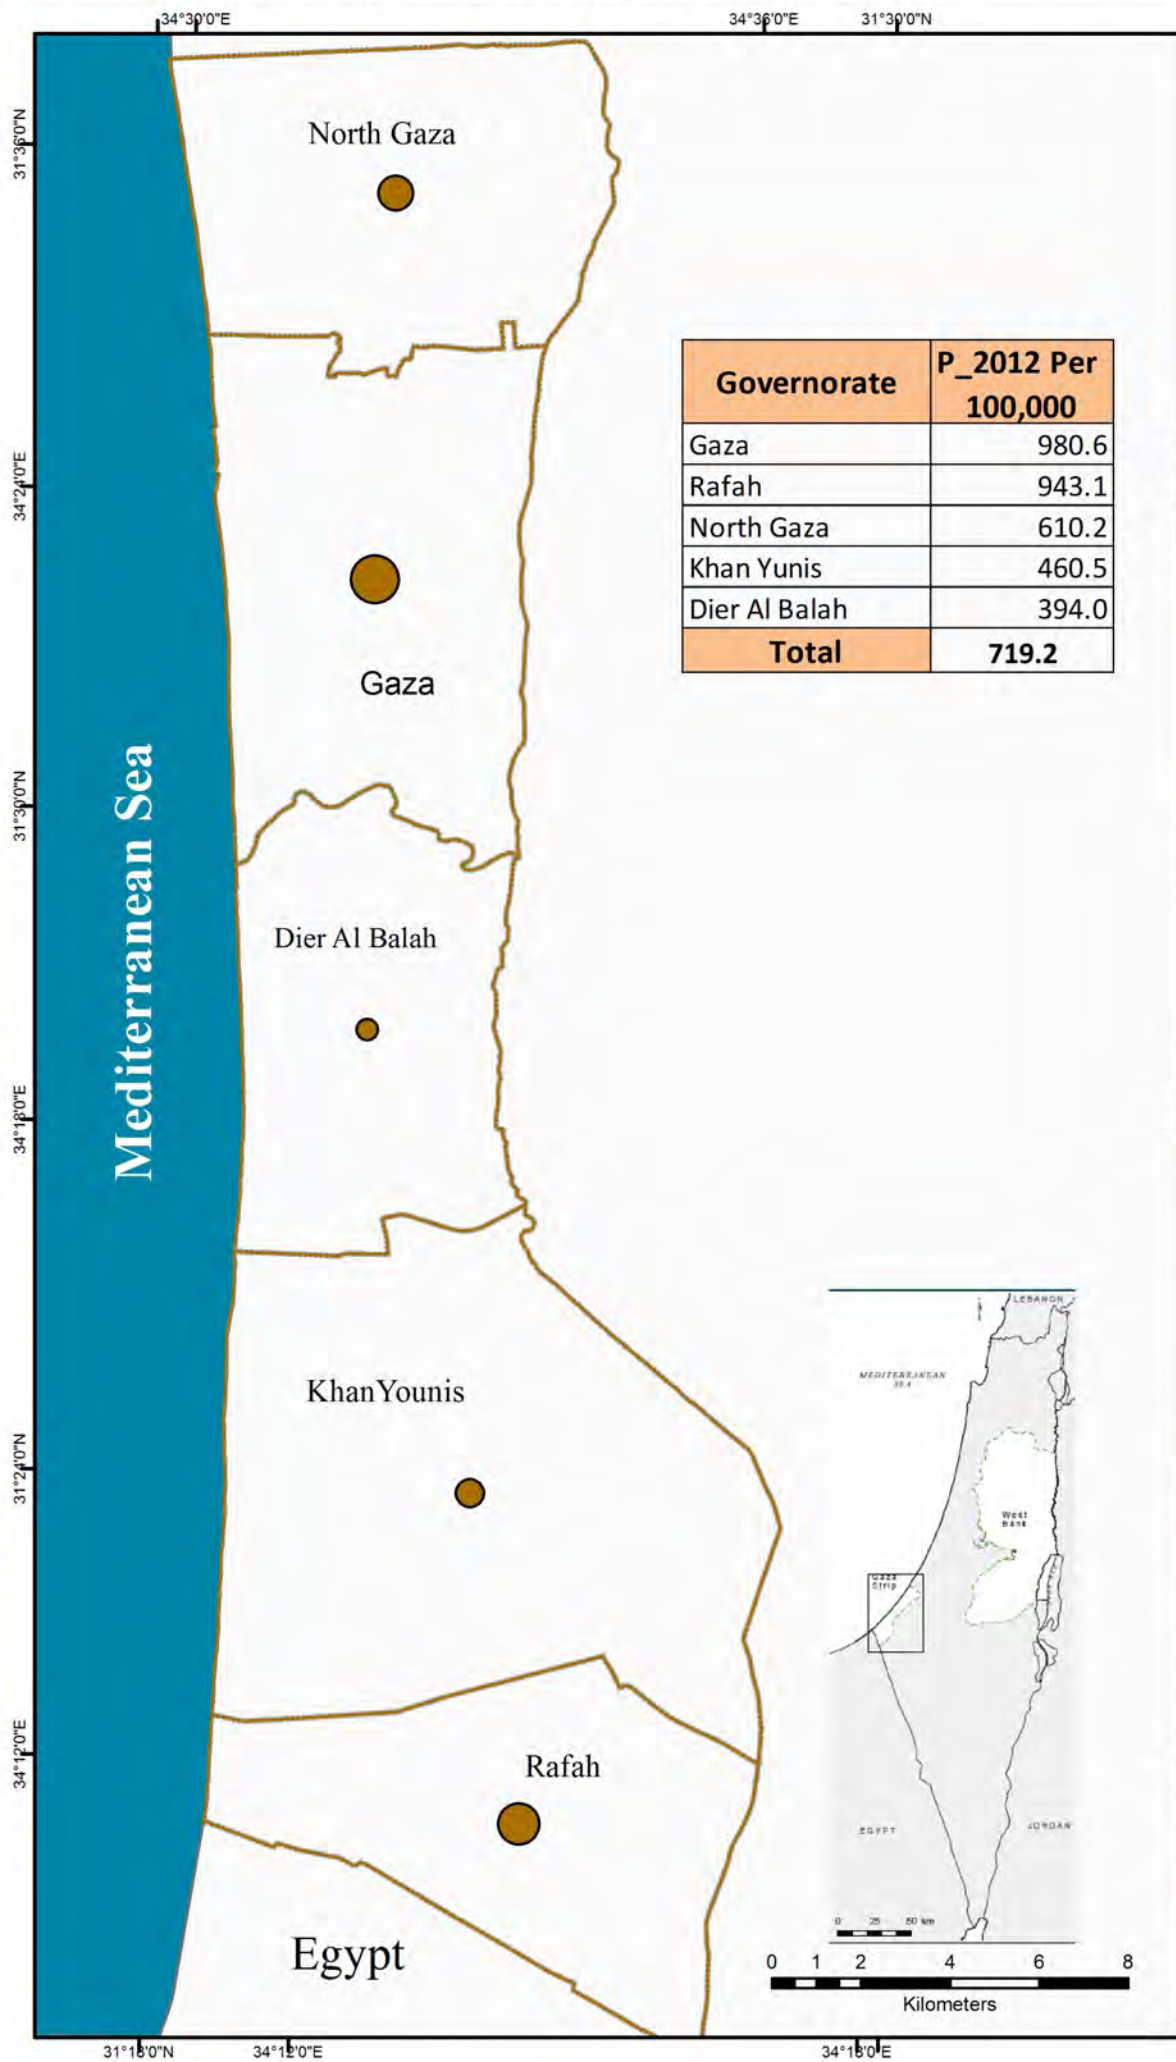 34°30'0"E
34°36'0"E
31°30'0"N
31°36'0"N
North Gaza
Governorate P_2012 Per 100,000
Gaza 980.6
Rafah 943.1
North Gaza 610.2
Khan Yunis 460.5
Dier Al Balah 394.0
Total 719.2
34°24'0"E
Gaza
Mediterranean Sea
31°30'0"N
Dier Al Balah
34°18'0"E
KhanYounis
31°24'0"N
LEBANON
MEDITERRANEAN
SEA
West
Bank
Gaza
Strip
34°12'0"E
Rafah
EGYPT
JORDAN
0 25 50 km
Egypt
0 1 2 4 6 8
Kilometers
31°18'0"N
34°12'0"E
34°18'0"E